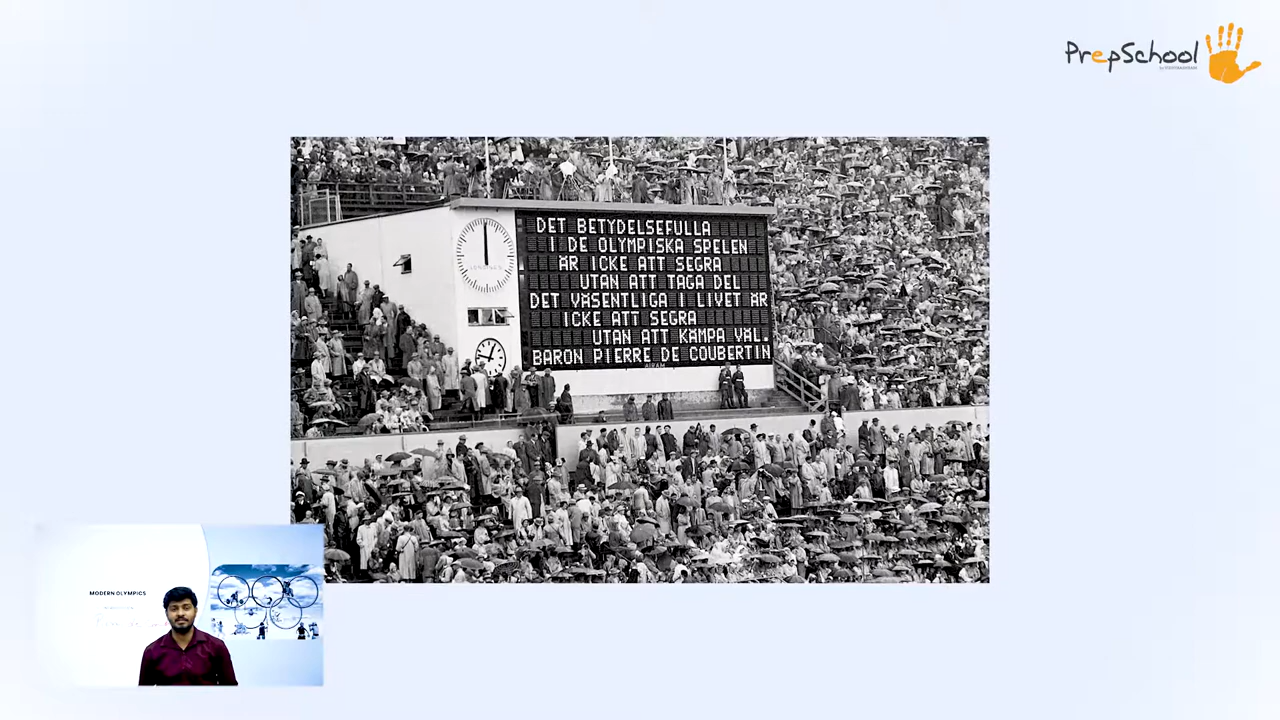 PrepSchool
DET BETYDELSEFULLA
I DE OLYMPISKA SPELEN
ÄR ICKE ATT SEGRA
UTAN ATT TAGA DEL
DET VÄSENTLIGA I LIVET ÄR
ICKE ATT SEGRA
UTAN ATT KÄMPA VÄL.
BARON PIERRE DE COUBERTIN
MODERN OLYMPICS